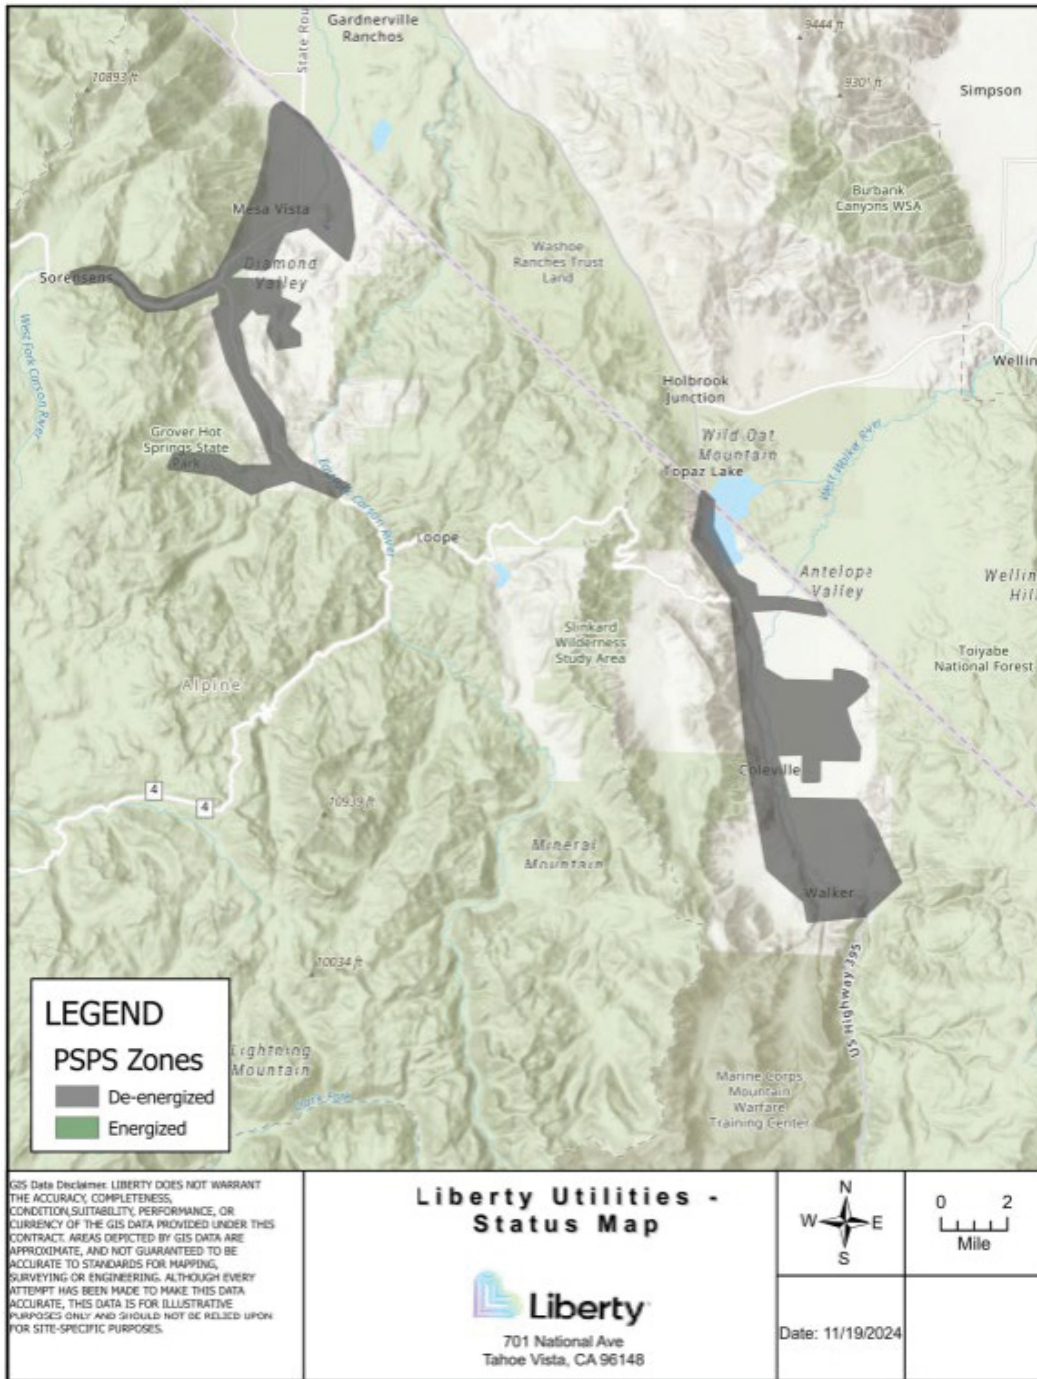 Gardnerville
Ranchos
State Rou
9444 ft
10893 ft
9301 ft
Simpson
Burbank
Canyons WSA
Mesa Vista
Washoe
Ranches Trust
Land
Sorensens
Diamond
Valley
West Fork Carson River
Wellin
Holbrook
Junction
Grover Hot
Springs State
Park
Wild Oat
Mountain
Topaz Lake
West Walker River
Carson River
Loope
Antelope
Valley
Wellin
Hill
Slinkard
Wilderness
Study Area
Toiyabe
National Forest
Alpine
Coleville
4
4
10939 ft
Mineral
Mountain
Walker
10034 ft
US Highway 395
LEGEND
PSPS Zones
De-energized
Energized
Lightning
Mountain
Dark Fork
Marine Corps
Mountain
Warfare
Training Center
GIS Data Disclaimer: LIBERTY DOES NOT WARRANT
THE ACCURACY, COMPLETENESS,
CONDITION,SUITABILITY, PERFORMANCE, OR
CURRENCY OF THE GIS DATA PROVIDED UNDER THIS
CONTRACT. AREAS DEPICTED BY GIS DATA ARE
APPROXIMATE, AND NOT GUARANTEED TO BE
ACCURATE TO STANDARDS FOR MAPPING,
SURVEYING OR ENGINEERING. ALTHOUGH EVERY
ATTEMPT HAS BEEN MADE TO MAKE THIS DATA
ACCURATE, THIS DATA IS FOR ILLUSTRATIVE
PURPOSES ONLY AND SHOULD NOT BE RELIED UPON
FOR SITE-SPECIFIC PURPOSES.
Liberty Utilities -
Status Map
Liberty
701 National Ave
Tahoe Vista, CA 96148
N
W E
S
0 2
Mile
Date: 11/19/2024